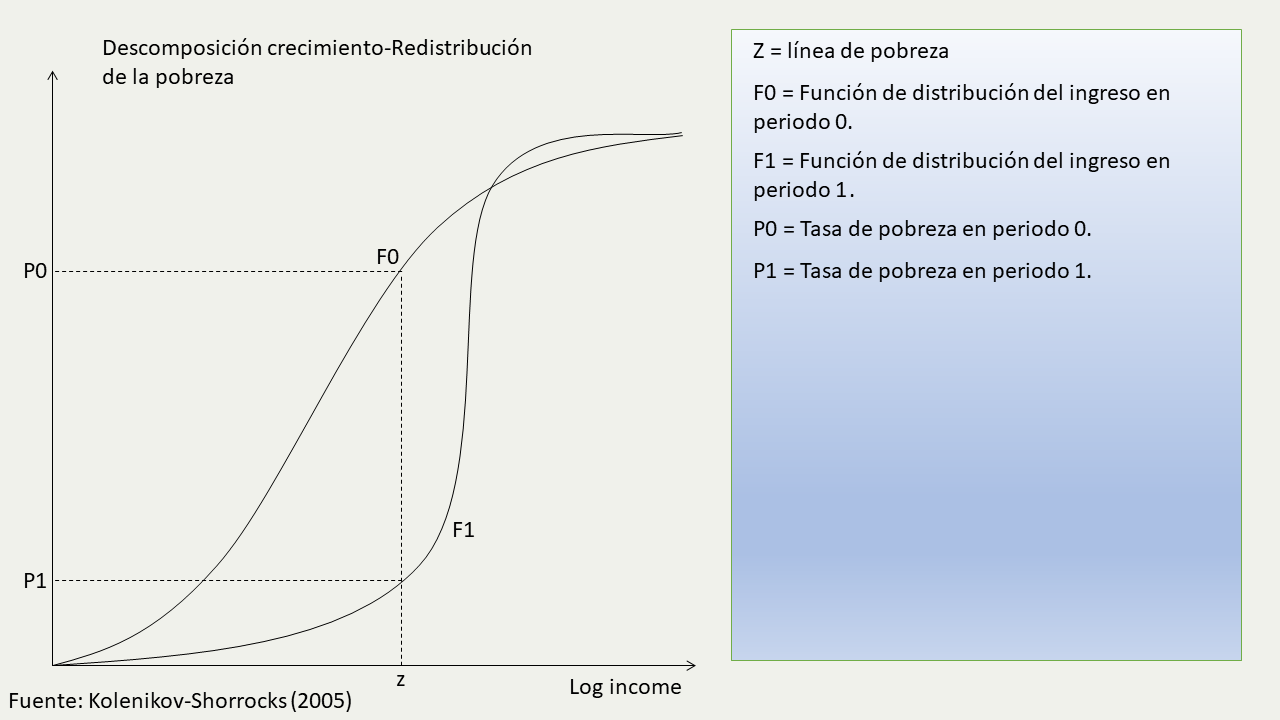 Descomposición crecimiento-Redistribución
de la pobreza
P0
F0
F1
P1
z
Log income
Fuente: Kolenikov-Shorrocks (2005)
Z = línea de pobreza
F0 = Función de distribución del ingreso en
periodo 0.
F1 = Función de distribución del ingreso en
periodo 1.
P0 = Tasa de pobreza en periodo 0.
P1 = Tasa de pobreza en periodo 1.